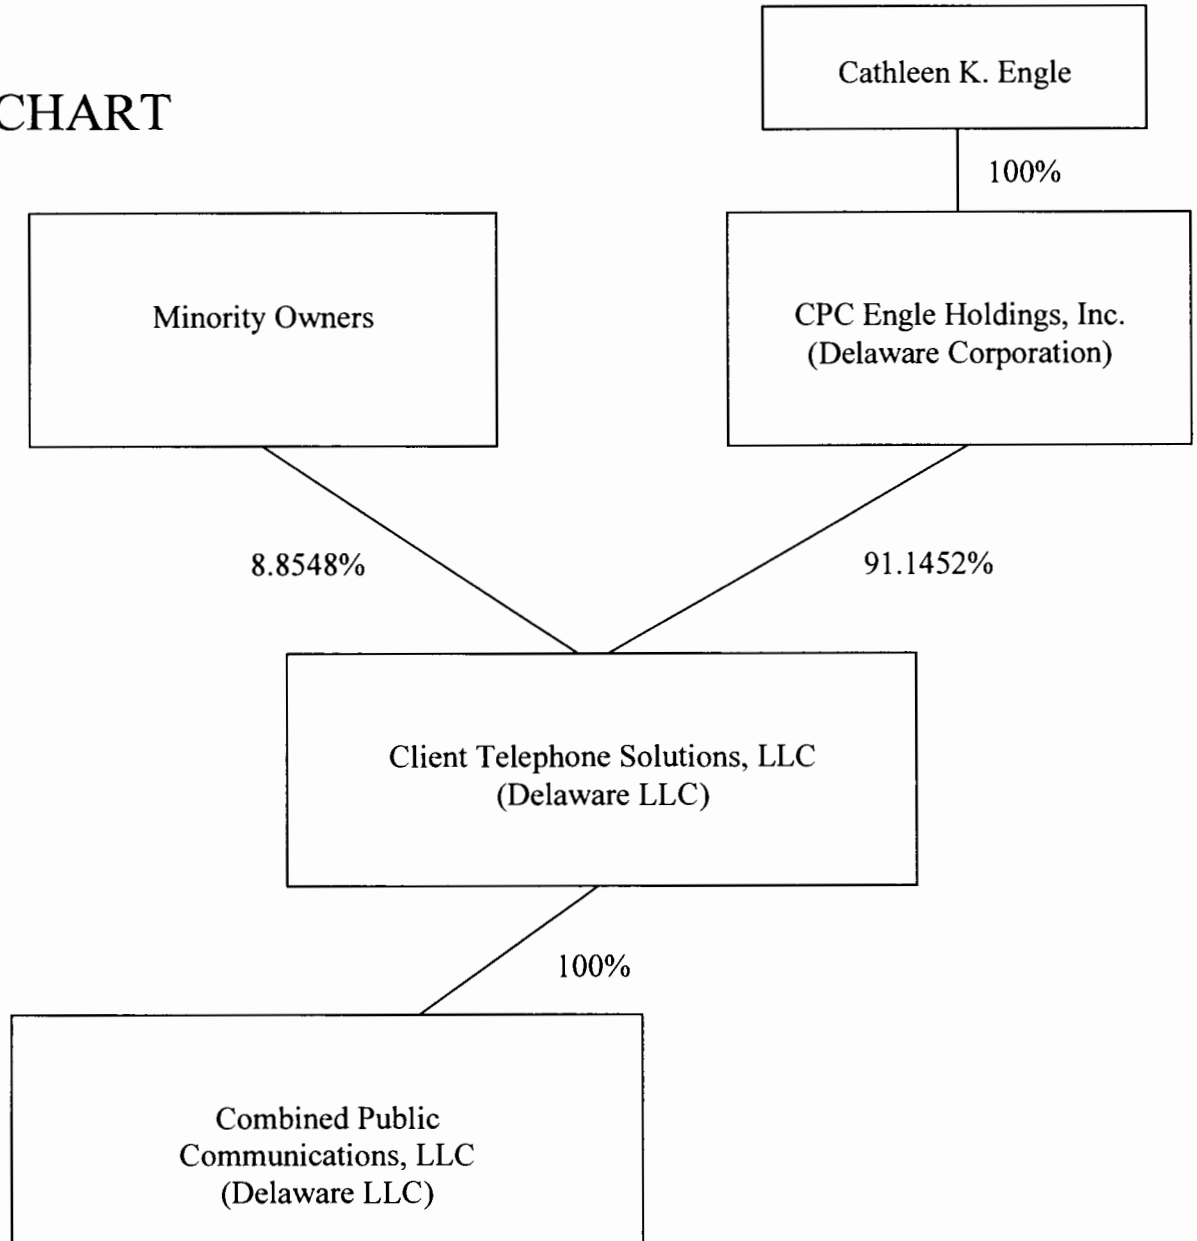 CHART
Cathleen K. Engle
100%
Minority Owners
CPC Engle Holdings, Inc.
(Delaware Corporation)
8.8548%
91.1452%
Client Telephone Solutions, LLC
(Delaware LLC)
100%
Combined Public
Communications, LLC
(Delaware LLC)